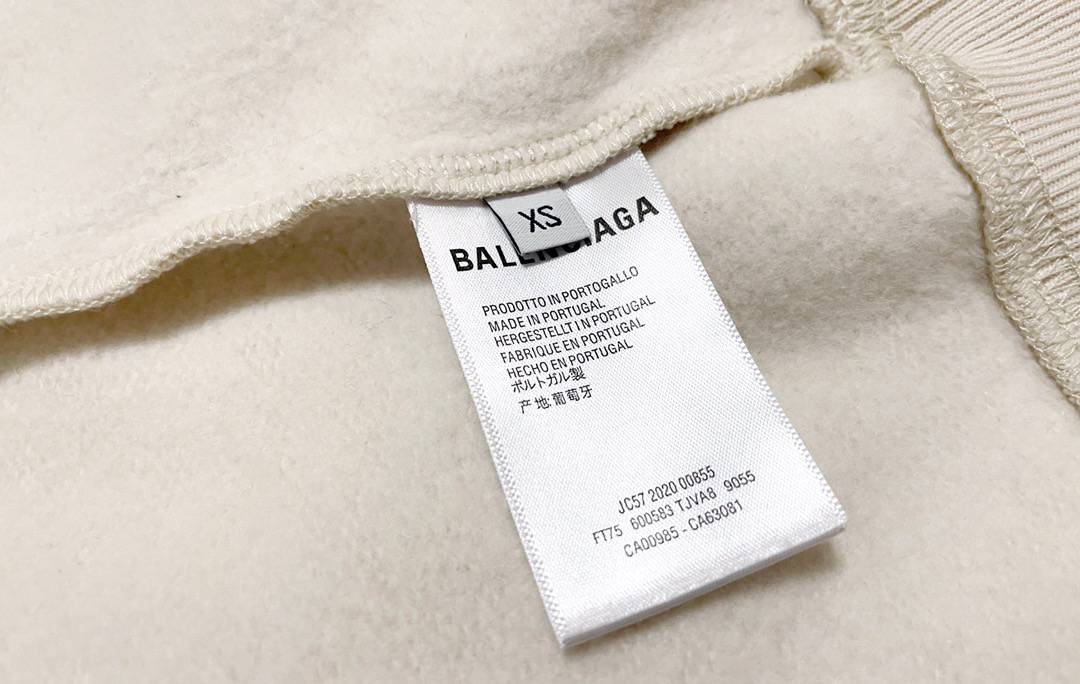 XS
BALENCIAGA
PRODOTTO IN PORTOGALLO
MADE IN PORTUGAL
HERGESTELLT IN PORTUGAL
FABRIQUE EN PORTUGAL
HECHO EN PORTUGAL
ポルトガル製
产地:葡萄牙
JC57 2020 00855
FT75 600583 TJVA8 9055
CA00985 - CA63081